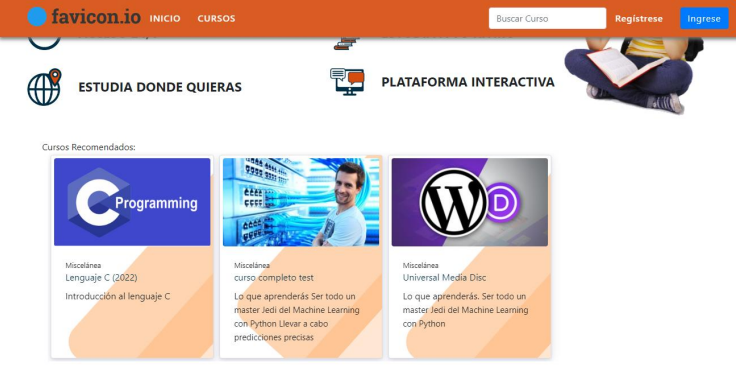 favicon.io INICIO CURSOS Buscar Curso Regístrese Ingrese
ESTUDIA DONDE QUIERAS
PLATAFORMA INTERACTIVA
Cursos Recomendados:
C Programming
W D
Miscelánea
Lenguaje C (2022)
Introducción al lenguaje C
Miscelánea
curso completo test
Lo que aprenderás Ser todo un
master Jedi del Machine Learning
con Python Llevar a cabo
predicciones precisas
Miscelánea
Universal Media Disc
Lo que aprenderás. Ser todo un
master Jedi del Machine Learning
con Python